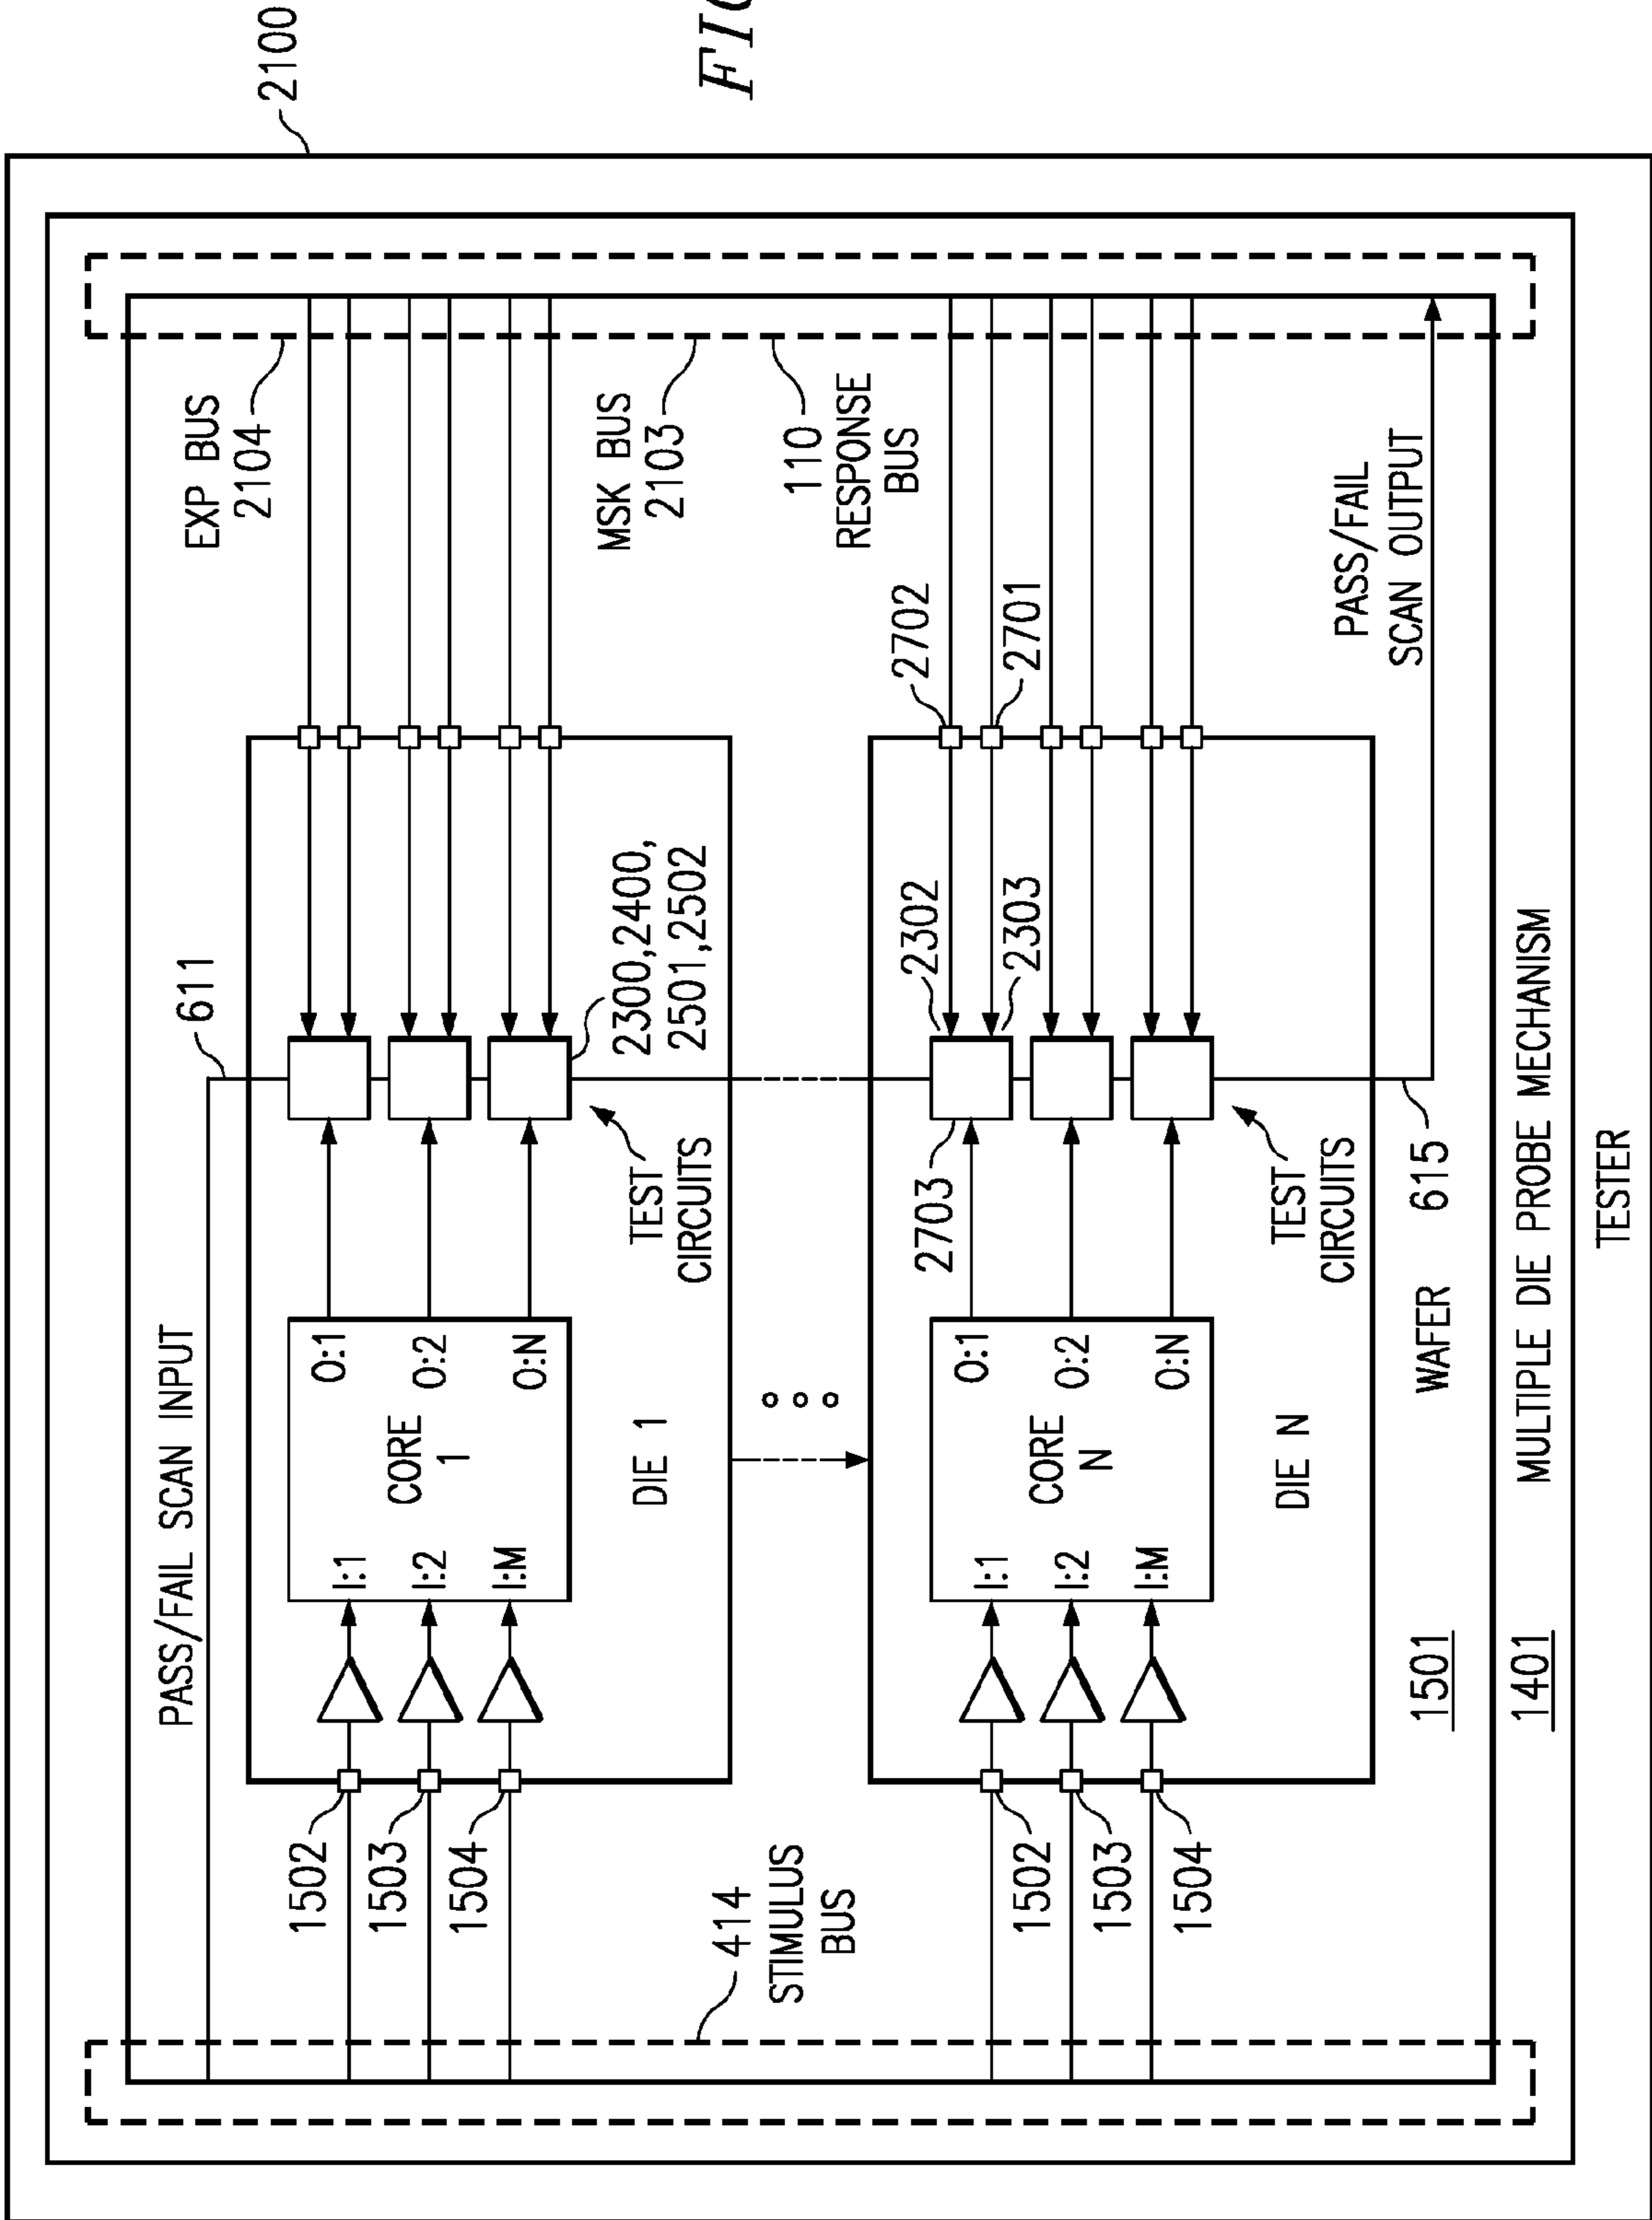 2100
FIG
PASS/FAIL SCAN INPUT
611
EXP BUS
2104
1502
1503
1504
I:1
I:2
I:M
CORE
1
O:1
O:2
O:N
DIE 1
TEST
CIRCUITS
2300,2400,
2501,2502
MSK BUS
2103
414
STIMULUS
BUS
110
RESPONSE
BUS
1502
1503
1504
I:1
I:2
I:M
CORE
N
O:1
O:2
O:N
DIE N
2703
2302
2303
2702
2701
TEST
CIRCUITS
PASS/FAIL
SCAN OUTPUT
1501
WAFER
615
1401
MULTIPLE DIE PROBE MECHANISM
TESTER